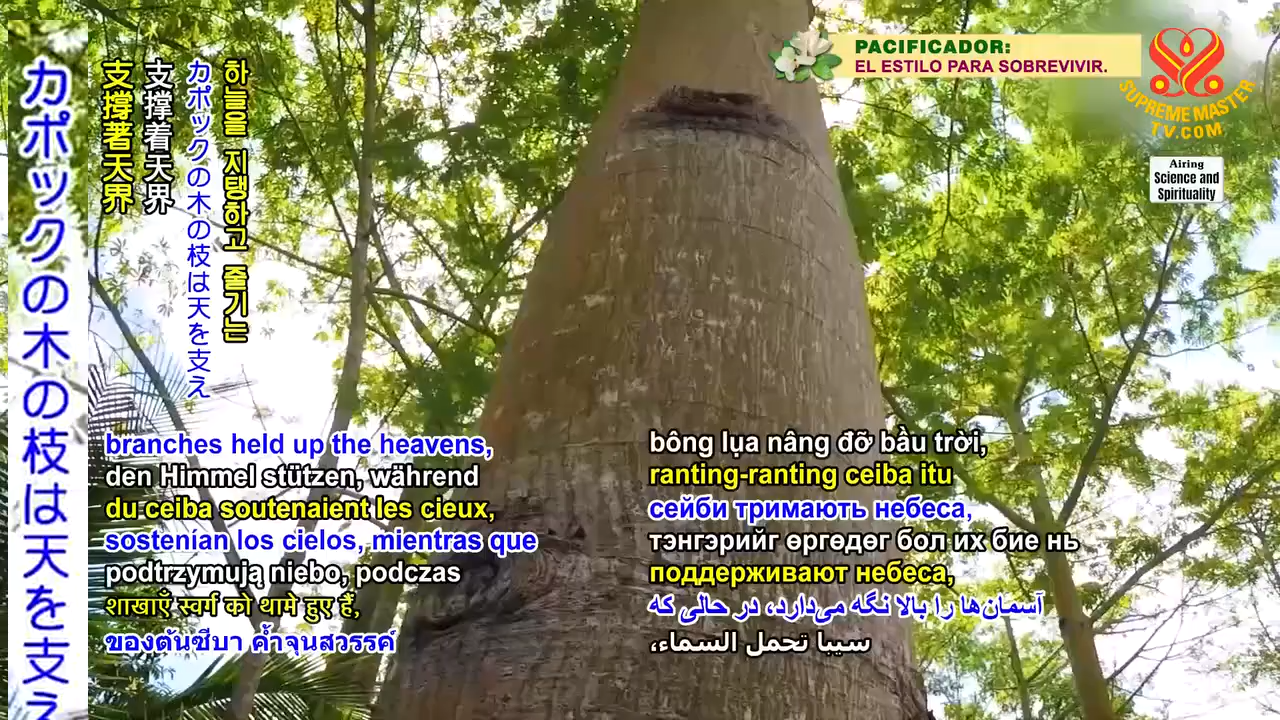 カポックの木の枝は天を支え
支撐著天界
支撑着天界
カポックの木の枝は天を支え
하늘을 지탱하고 줄기는
PACIFICADOR:
EL ESTILO PARA SOBREVIVIR.
SUPREME MASTER
TV.COM
Airing
Science and
Spirituality
branches held up the heavens,
den Himmel stützen, während
du ceiba soutenaient les cieux,
sostenían los cielos, mientras que
podtrzymują niebo, podczas
शाखाएँ स्वर्ग को थामे हुए हैं,
ของต้นซีบา ค้ำจุนสวรรค์
bông lụa nâng đỡ bầu trời,
ranting-ranting ceiba itu
сейби тримають небеса,
тэнгэрийг өргөдөг бол их бие нь
поддерживают небеса,
آسمان‌ها را بالا نگه می‌دارد، در حالی که
سيبا تحمل السماء،